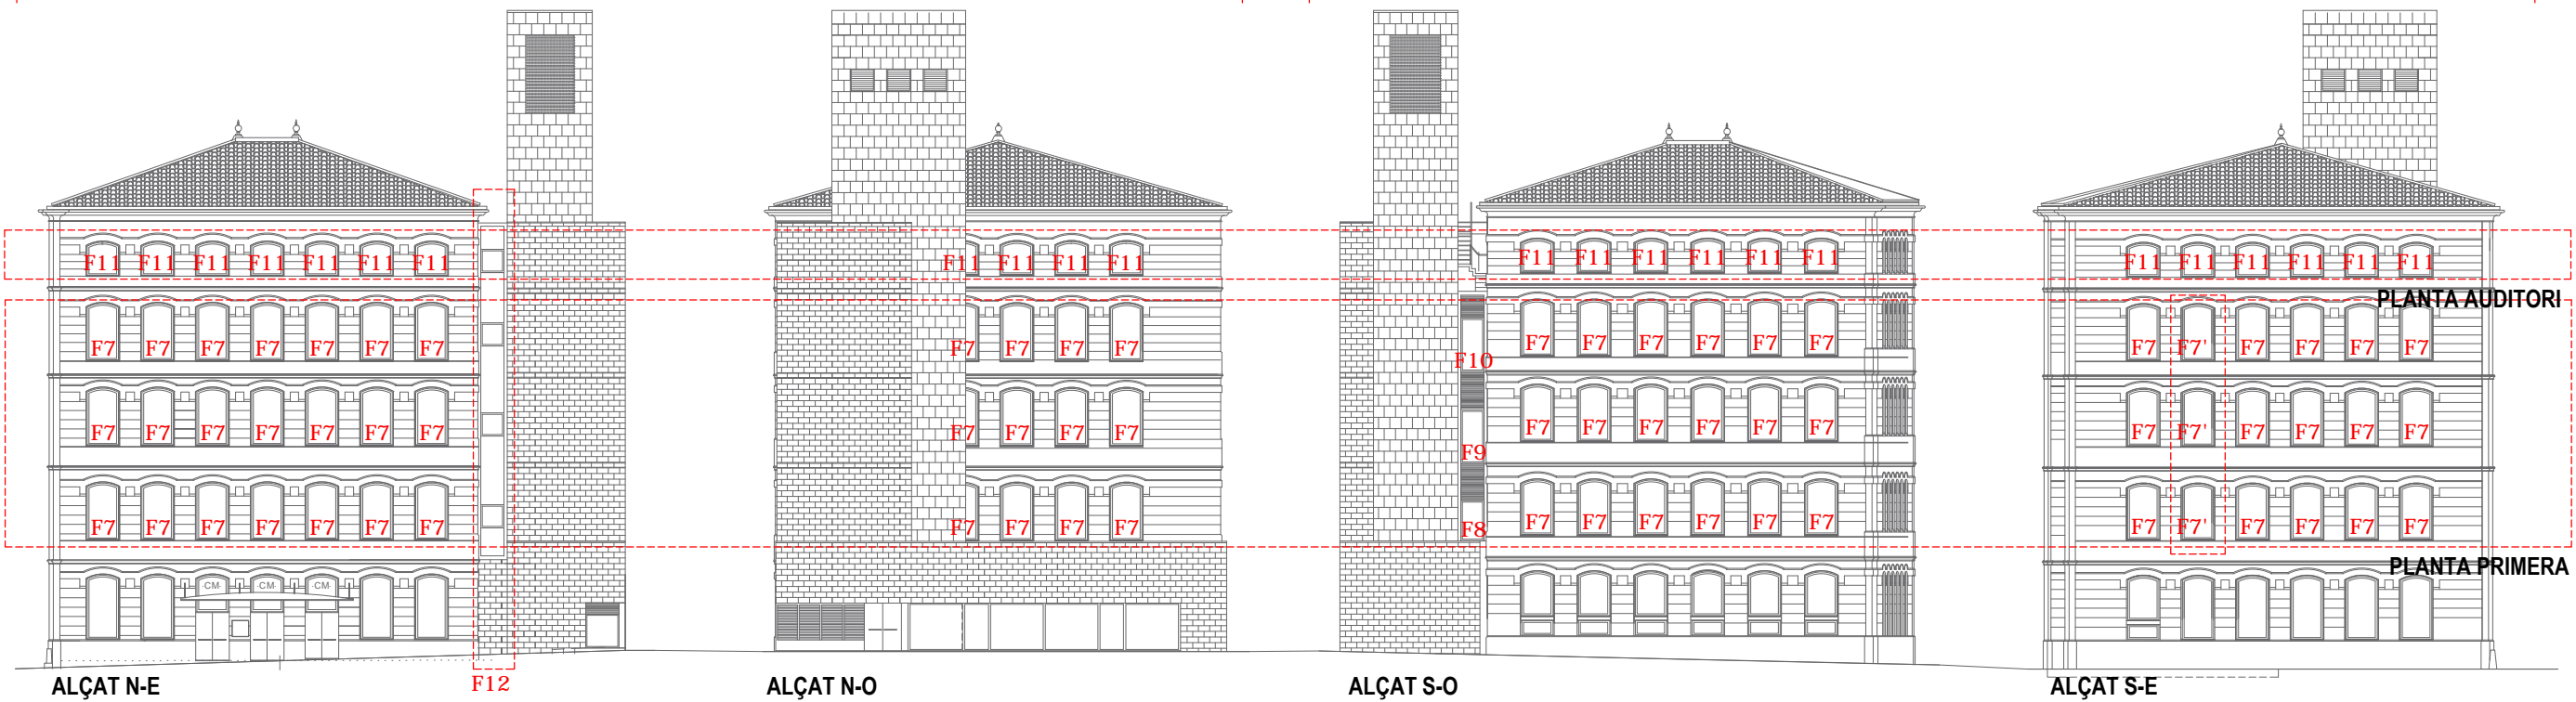 F11 F11 F11 F11 F11 F11 F11 F11 F11 F11 F11 F11 F11 F11 F11 F11 F11 F11 F11 F11 F11 F11 F11
PLANTA AUDITORI
F7 F7 F7 F7 F7 F7 F7 F7 F7 F7 F7 F7 F7 F7 F7 F7 F7 F7 F7' F7 F7 F7 F7
F10
F7 F7 F7 F7 F7 F7 F7 F7 F7 F7 F7 F7 F7 F7 F7 F7 F7 F7 F7' F7 F7 F7 F7
F9
F7 F7 F7 F7 F7 F7 F7 F7 F7 F7 F7 F8 F7 F7 F7 F7 F7 F7 F7 F7' F7 F7 F7 F7
PLANTA PRIMERA
·CM· ·CM· ·CM·
ALÇAT N-E F12 ALÇAT N-O ALÇAT S-O ALÇAT S-E